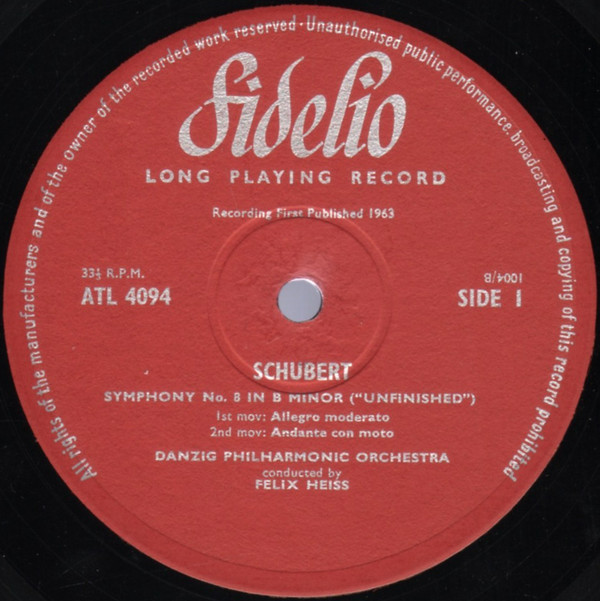 All rights of the manufacturers and of the owner of the recorded work reserved · Unauthorised public performance, broadcasting and copying of this record prohibited
Fidelio
LONG PLAYING RECORD
Recording First Published 1963
33⅓ R.P.M.
ATL 4094
1004/B
SIDE 1
SCHUBERT
SYMPHONY No. 8 IN B MINOR ("UNFINISHED")
1st mov: Allegro moderato
2nd mov: Andante con moto
DANZIG PHILHARMONIC ORCHESTRA
conducted by
FELIX HEISS